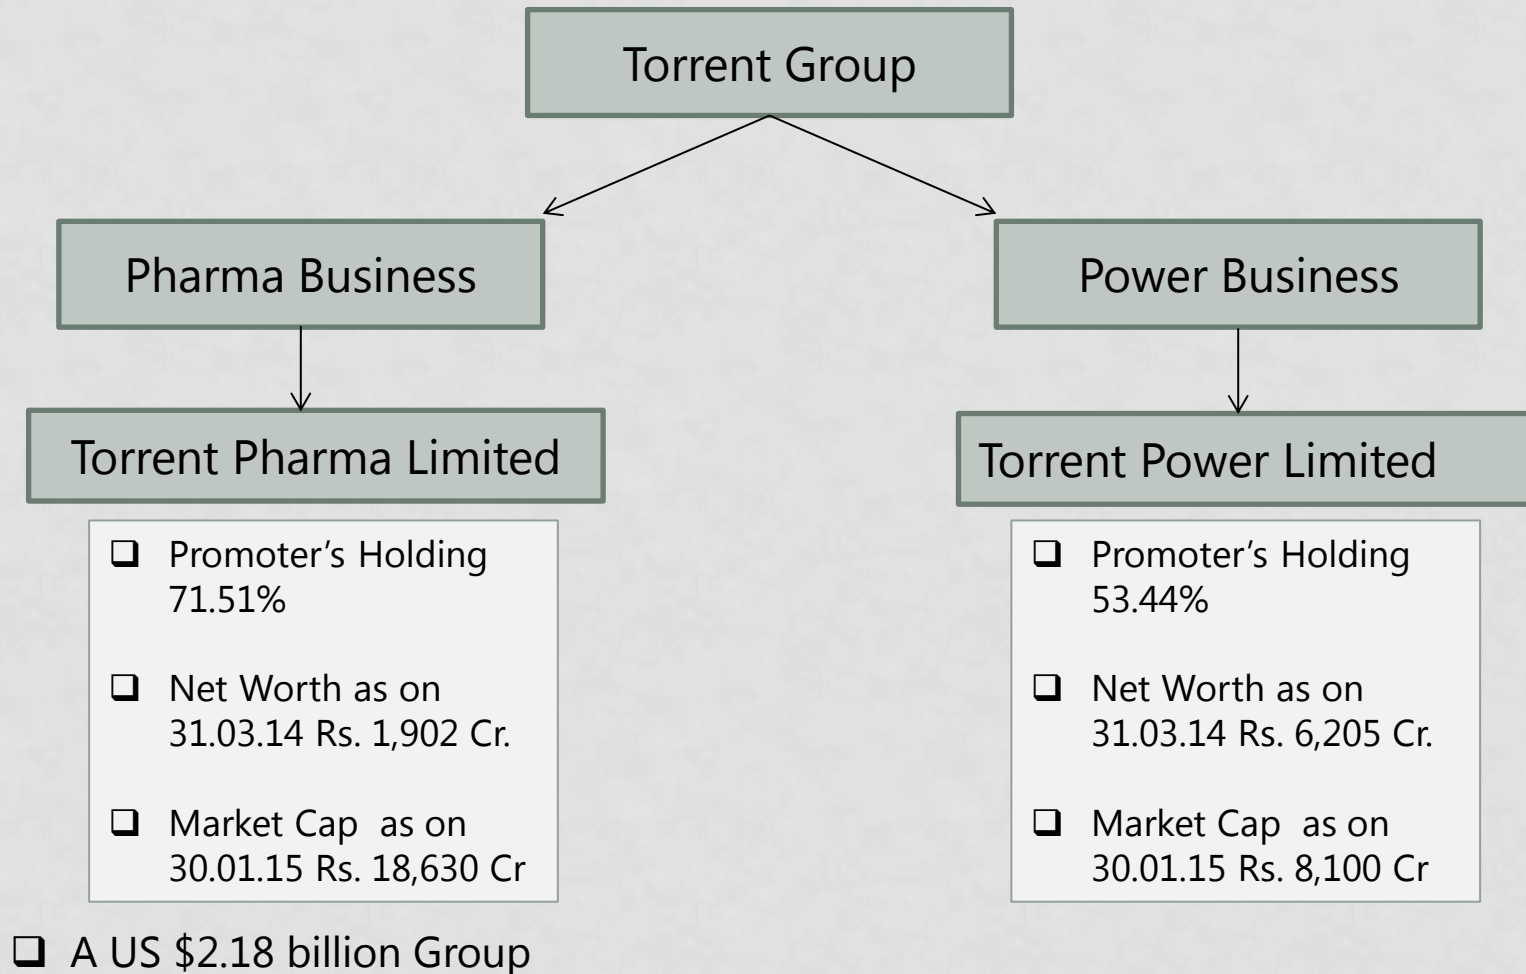 Torrent Group
Pharma Business
Power Business
Torrent Pharma Limited
Torrent Power Limited
❑ Promoter’s Holding
71.51%
❑ Net Worth as on
31.03.14 Rs. 1,902 Cr.
❑ Market Cap as on
30.01.15 Rs. 18,630 Cr
❑ Promoter’s Holding
53.44%
❑ Net Worth as on
31.03.14 Rs. 6,205 Cr.
❑ Market Cap as on
30.01.15 Rs. 8,100 Cr
❑ A US $2.18 billion Group